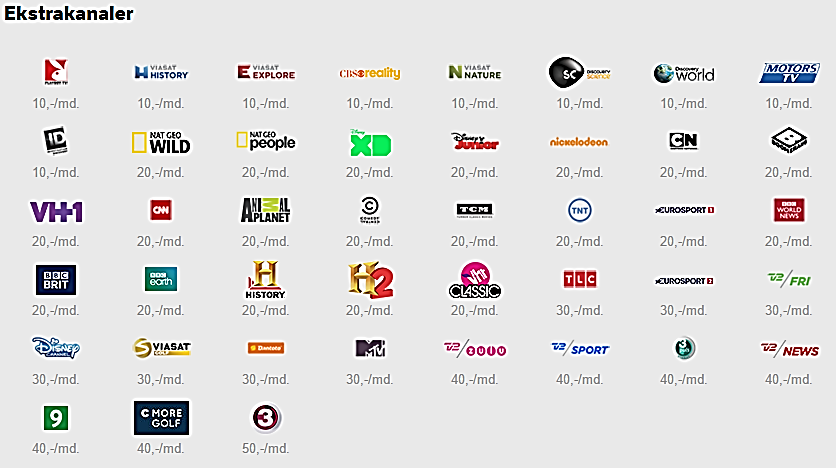 Ekstrakanaler
PLAYBOY TV VIASAT HISTORY VIASAT EXPLORE CBS reality VIASAT NATURE SC DISCOVERY SCIENCE Discovery world MOTORS TV
10,-/md. 10,-/md. 10,-/md. 10,-/md. 10,-/md. 10,-/md. 10,-/md. 10,-/md.
ID NAT GEO WILD NAT GEO people Disney XD Disney Junior nickelodeon CN CARTOON NETWORK B
10,-/md. 20,-/md. 20,-/md. 20,-/md. 20,-/md. 20,-/md. 20,-/md. 20,-/md.
VH1 CNN ANIMAL PLANET COMEDY CENTRAL TCM TNT EUROSPORT 1 BBC WORLD NEWS
20,-/md. 20,-/md. 20,-/md. 20,-/md. 20,-/md. 20,-/md. 20,-/md. 20,-/md.
BBC BRIT BBC earth H HISTORY H2 Vh1 CLASSIC TLC EUROSPORT 2 TV2/FRI
20,-/md. 20,-/md. 20,-/md. 20,-/md. 20,-/md. 30,-/md. 30,-/md. 30,-/md.
Disney CHANNEL VIASAT GOLF Dantoto MTV TV2/ZULU TV2/SPORT 3 TV2/NEWS
30,-/md. 30,-/md. 30,-/md. 30,-/md. 40,-/md. 40,-/md. 40,-/md. 40,-/md.
9 C MORE GOLF 3
40,-/md. 40,-/md. 50,-/md.